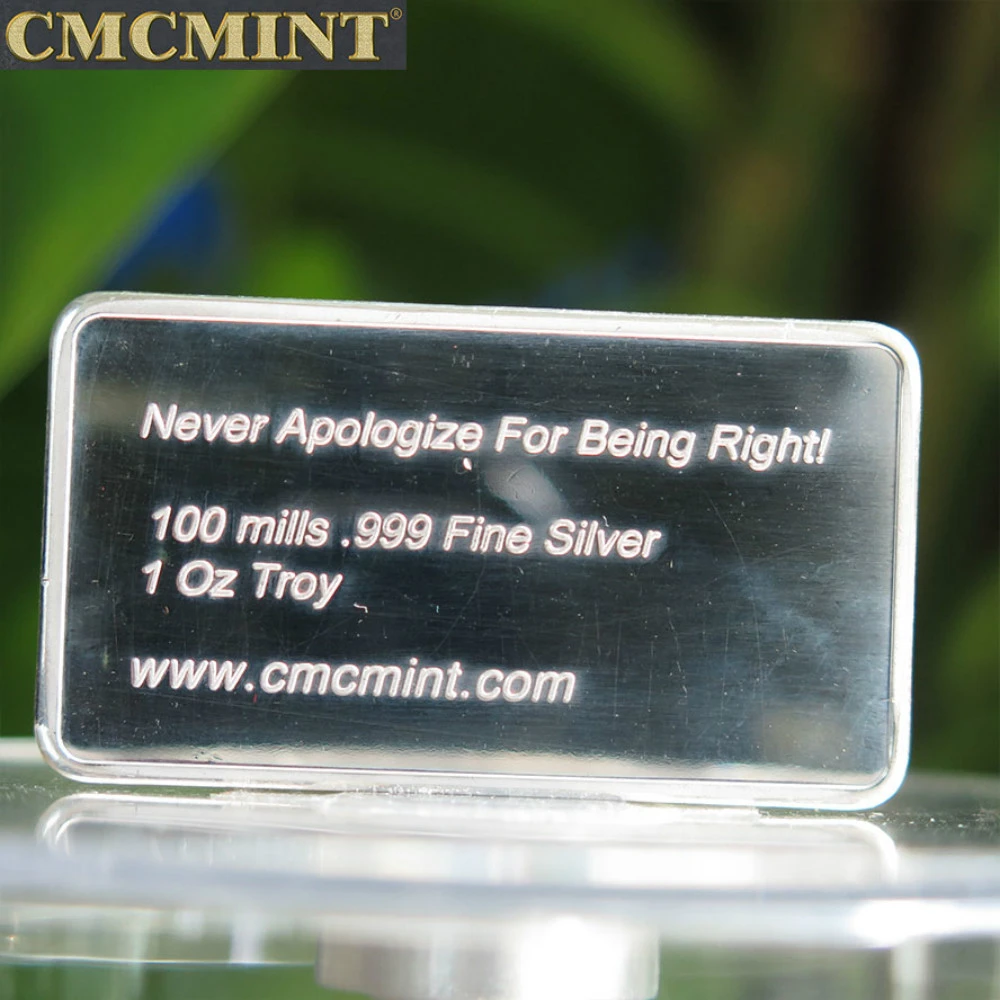 CMCMINT®
Never Apologize For Being Right!
100 mills .999 Fine Silver
1 Oz Troy
www.cmcmint.com